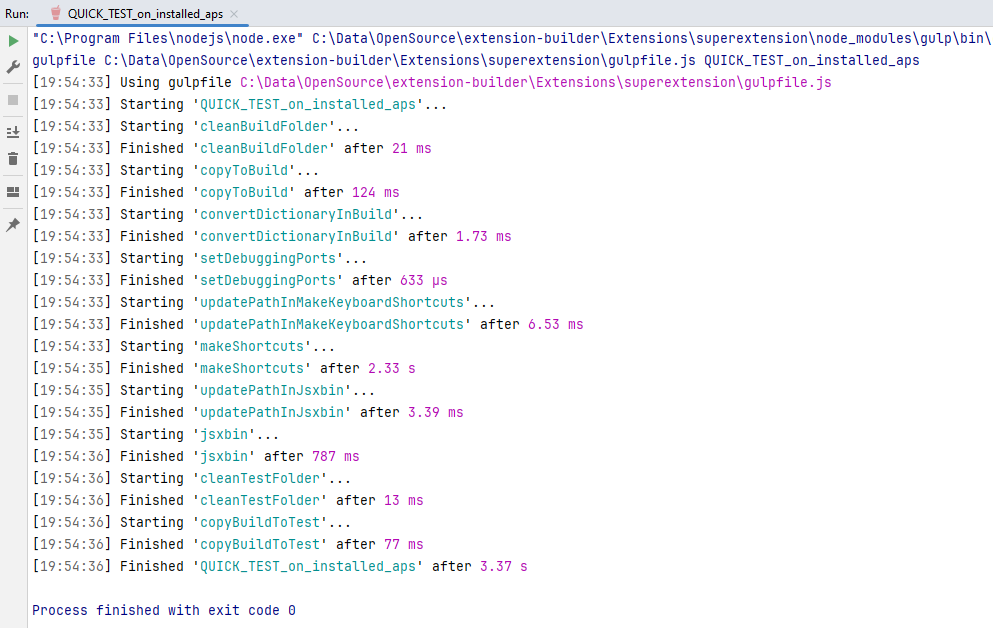 Run: QUICK_TEST_on_installed_aps
"C:\Program Files\nodejs\node.exe" C:\Data\OpenSource\extension-builder\Extensions\superextension\node_modules\gulp\bin\
gulpfile C:\Data\OpenSource\extension-builder\Extensions\superextension\gulpfile.js QUICK_TEST_on_installed_aps
[19:54:33] Using gulpfile C:\Data\OpenSource\extension-builder\Extensions\superextension\gulpfile.js
[19:54:33] Starting 'QUICK_TEST_on_installed_aps'...
[19:54:33] Starting 'cleanBuildFolder'...
[19:54:33] Finished 'cleanBuildFolder' after 21 ms
[19:54:33] Starting 'copyToBuild'...
[19:54:33] Finished 'copyToBuild' after 124 ms
[19:54:33] Starting 'convertDictionaryInBuild'...
[19:54:33] Finished 'convertDictionaryInBuild' after 1.73 ms
[19:54:33] Starting 'setDebuggingPorts'...
[19:54:33] Finished 'setDebuggingPorts' after 633 μs
[19:54:33] Starting 'updatePathInMakeKeyboardShortcuts'...
[19:54:33] Finished 'updatePathInMakeKeyboardShortcuts' after 6.53 ms
[19:54:33] Starting 'makeShortcuts'...
[19:54:35] Finished 'makeShortcuts' after 2.33 s
[19:54:35] Starting 'updatePathInJsxbin'...
[19:54:35] Finished 'updatePathInJsxbin' after 3.39 ms
[19:54:35] Starting 'jsxbin'...
[19:54:36] Finished 'jsxbin' after 787 ms
[19:54:36] Starting 'cleanTestFolder'...
[19:54:36] Finished 'cleanTestFolder' after 13 ms
[19:54:36] Starting 'copyBuildToTest'...
[19:54:36] Finished 'copyBuildToTest' after 77 ms
[19:54:36] Finished 'QUICK_TEST_on_installed_aps' after 3.37 s
Process finished with exit code 0